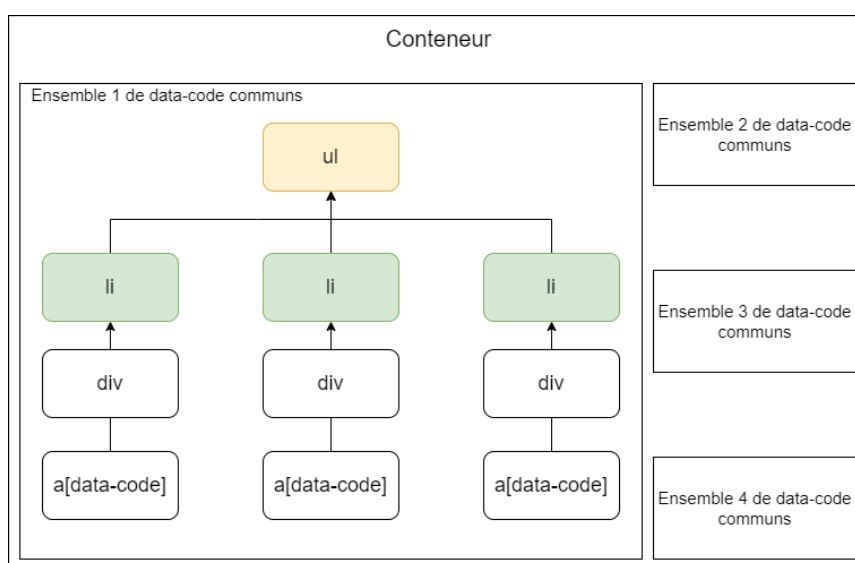 Conteneur
Ensemble 1 de data-code communs
ul
li
li
li
div
div
div
a[data-code]
a[data-code]
a[data-code]
Ensemble 2 de data-code
communs
Ensemble 3 de data-code
communs
Ensemble 4 de data-code
communs